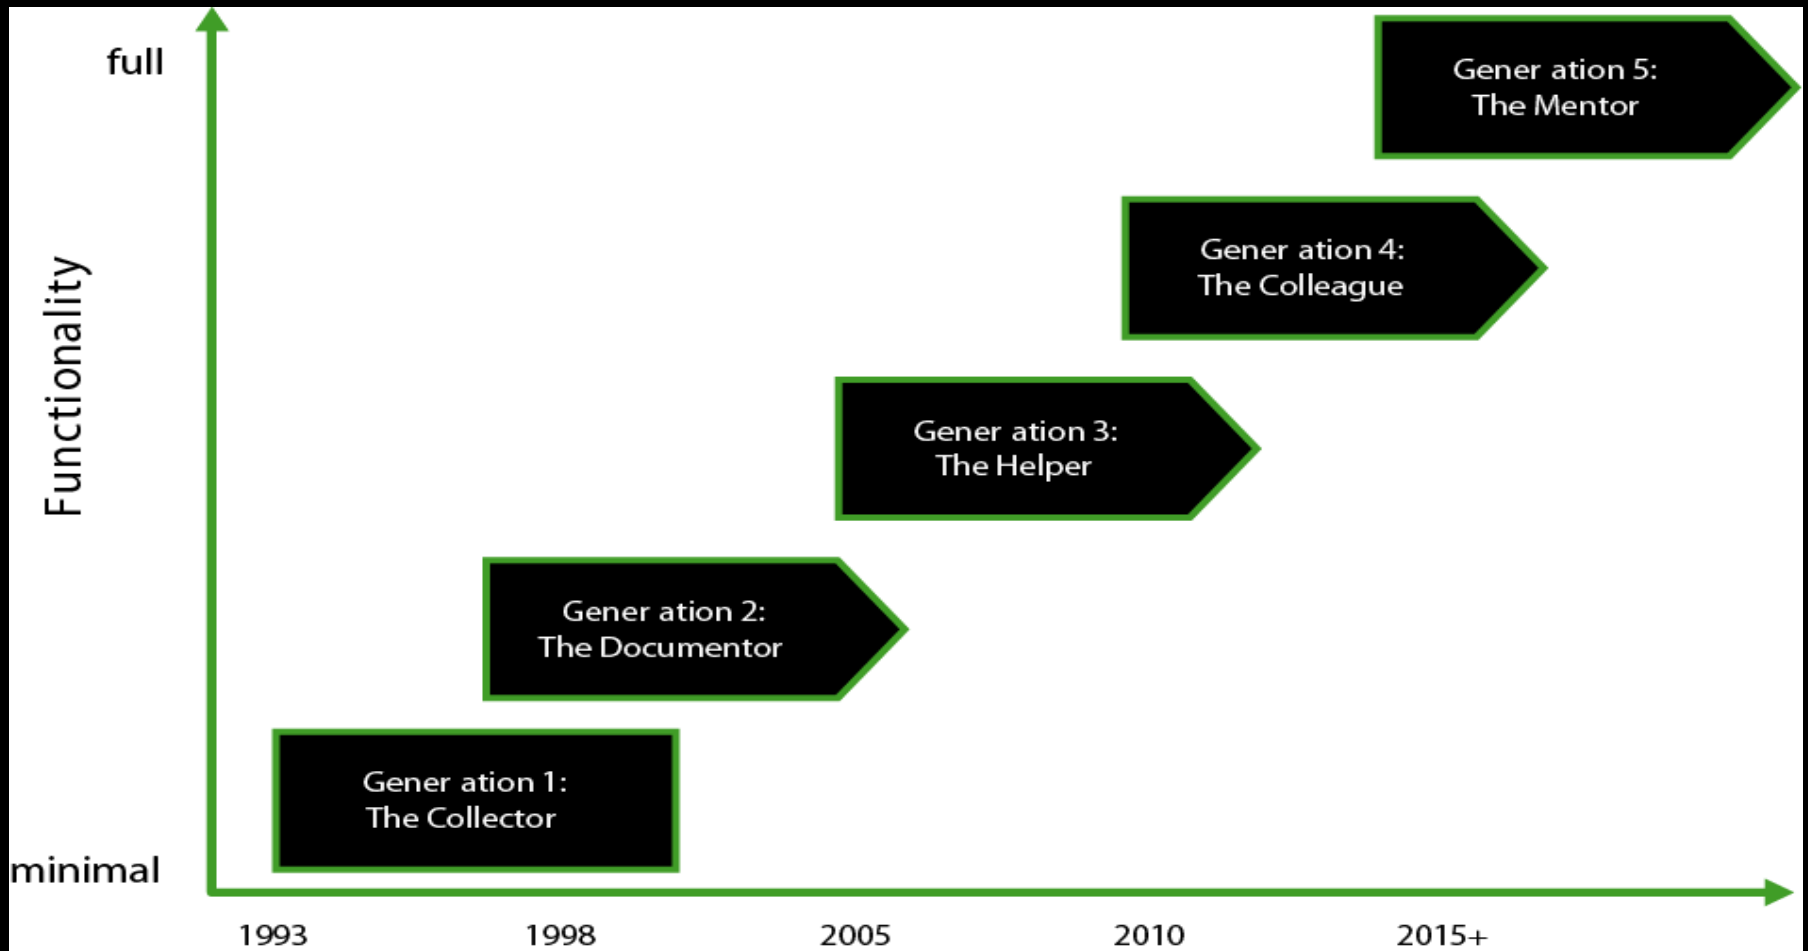 full
Gener ation 5:
The Mentor
Gener ation 4:
The Colleague
Functionality
Gener ation 3:
The Helper
Gener ation 2:
The Documentor
Gener ation 1:
The Collector
minimal
1993 1998 2005 2010 2015+